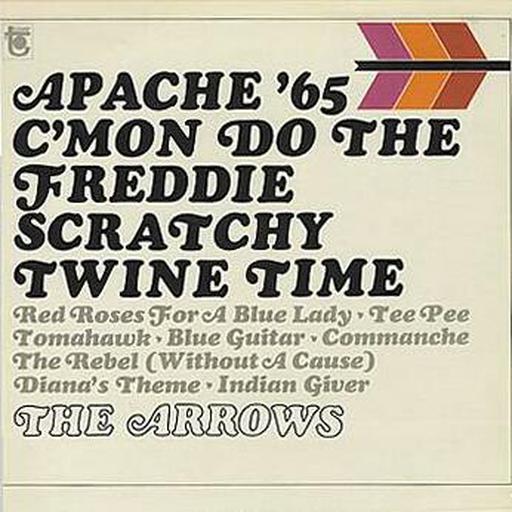 APACHE '65
C'MON DO THE
FREDDIE
SCRATCHY
TWINE TIME
Red Roses For A Blue Lady · Tee Pee
Tomahawk · Blue Guitar · Commanche
The Rebel (Without A Cause)
Diana's Theme · Indian Giver
THE ARROWS